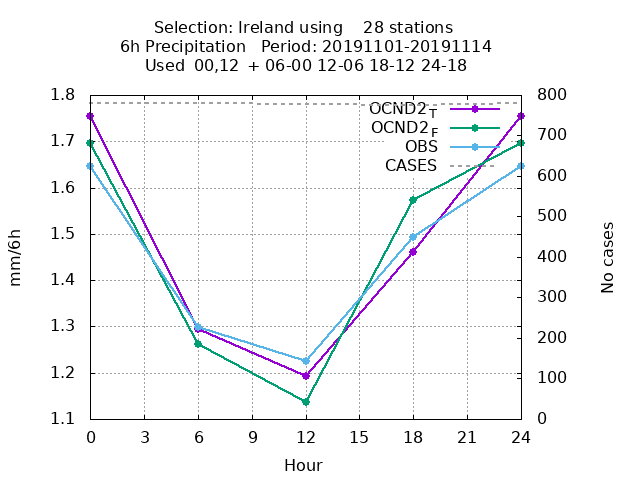 Selection: Ireland using 28 stations
6h Precipitation Period: 20191101-20191114
Used 00,12 + 06-00 12-06 18-12 24-18
OCND2_T
OCND2_F
OBS
CASES
1.8
1.7
1.6
1.5
1.4
1.3
1.2
1.1
mm/6h
800
700
600
500
400
300
200
100
0
No cases
0 3 6 9 12 15 18 21 24
Hour